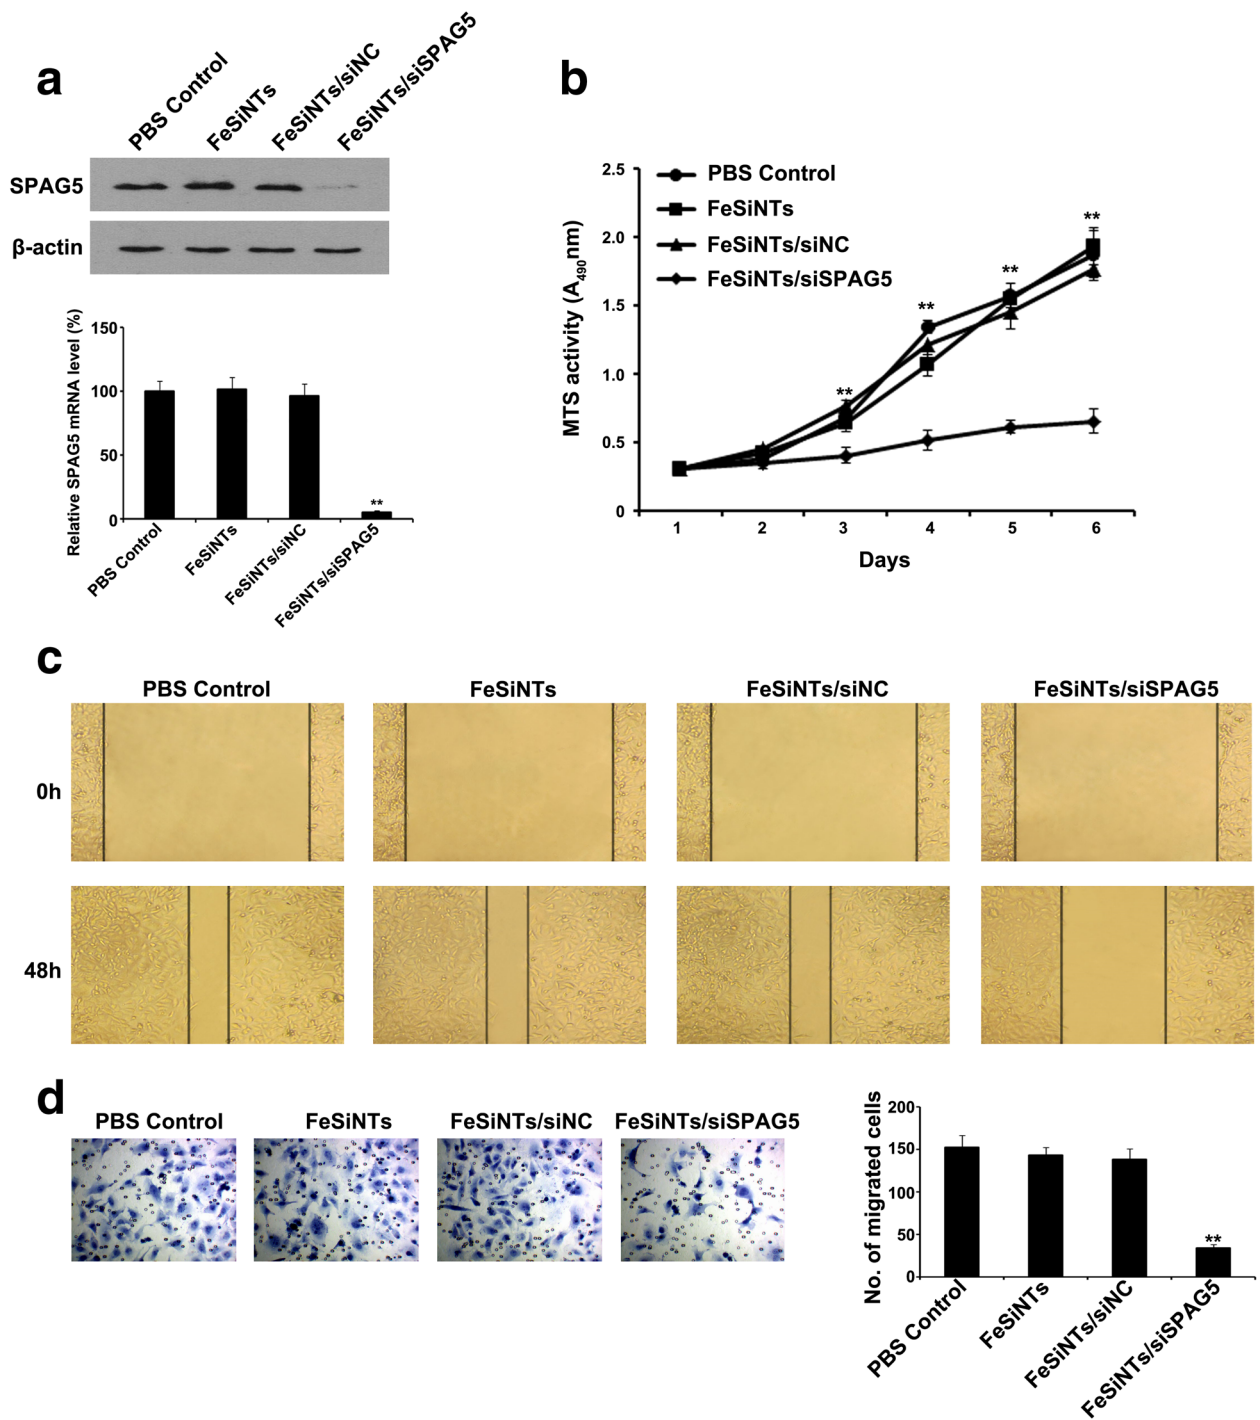 a
PBS Control
FeSiNTs
FeSiNTs/siNC
FeSiNTs/siSPAG5
SPAG5
β-actin
Relative SPAG5 mRNA level (%)
150
100
50
0
**
PBS Control
FeSiNTs
FeSiNTs/siNC
FeSiNTs/siSPAG5
b
PBS Control
FeSiNTs
FeSiNTs/siNC
FeSiNTs/siSPAG5
MTS activity (A490nm)
2.5
2.0
1.5
1.0
0.5
0
**
**
**
**
1 2 3 4 5 6
Days
c
PBS Control FeSiNTs FeSiNTs/siNC FeSiNTs/siSPAG5
0h
48h
d
PBS Control FeSiNTs FeSiNTs/siNC FeSiNTs/siSPAG5
No. of migrated cells
200
150
100
50
0
**
PBS Control
FeSiNTs
FeSiNTs/siNC
FeSiNTs/siSPAG5